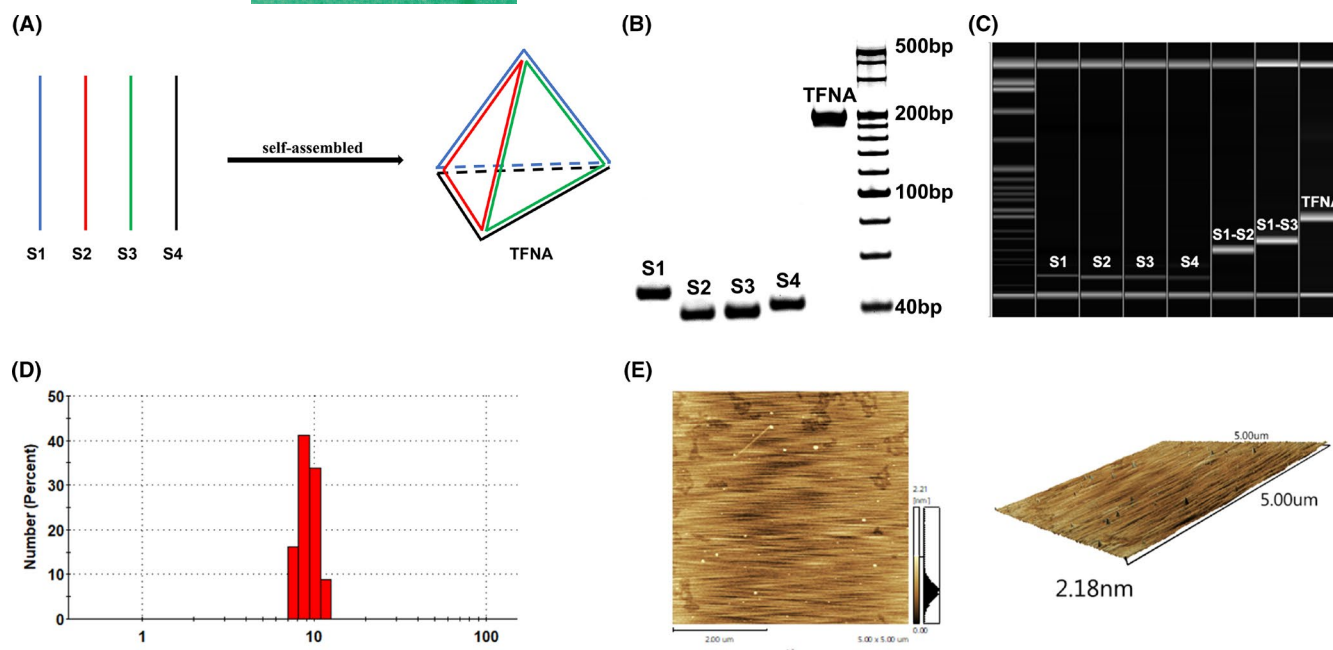 (A)
self-assembled
S1 S2 S3 S4
TFNA
(B)
500bp
TFNA
200bp
100bp
S1
S2 S3 S4
40bp
(C)
TFNA
S1-S2 S1-S3
S1 S2 S3 S4
(D)
50
40
30
20
10
0
Number (Percent)
1 10 100
(E)
2.21
[nm]
0.00
2.00 um
5.00 x 5.00 um
5.00um
5.00um
2.18nm